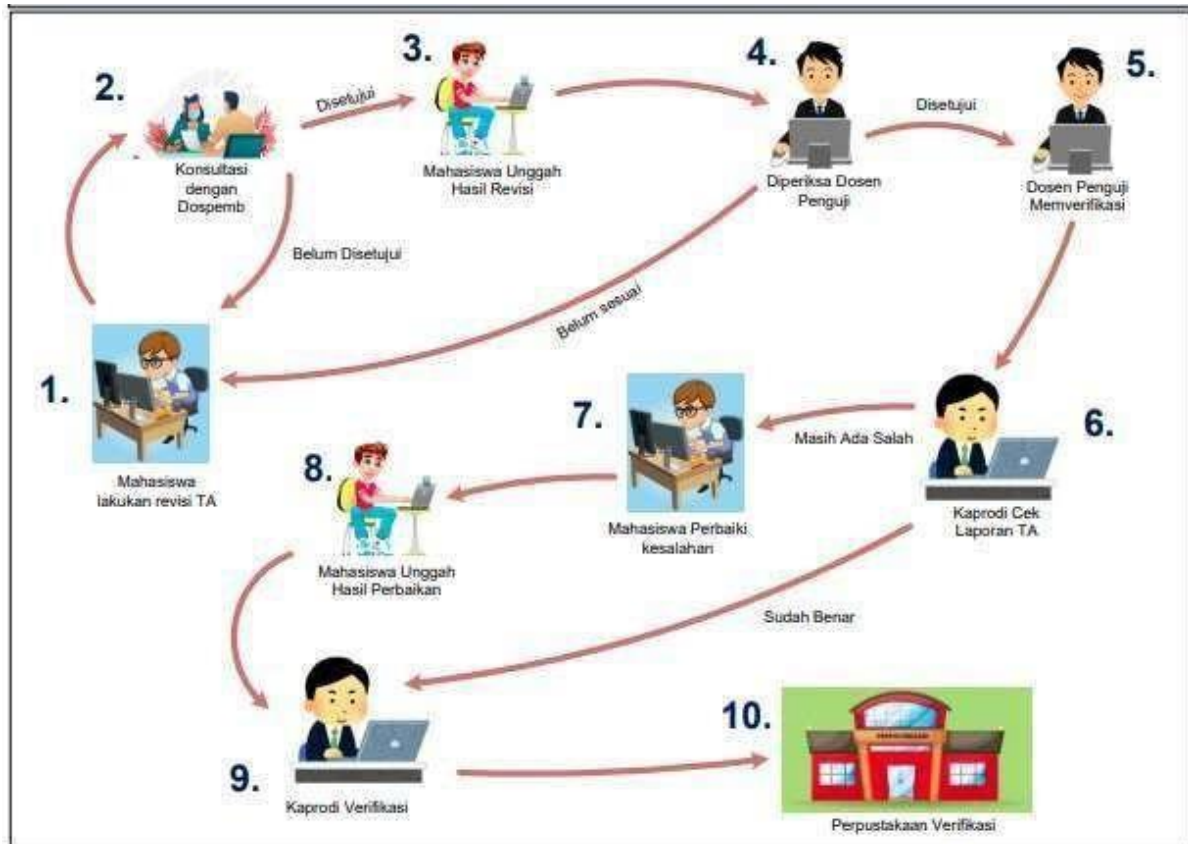 1.
Mahasiswa
lakukan revisi TA
2.
Konsultasi
dengan
Dospemb
Disetujui
Belum Disetujui
3.
Mahasiswa Unggah
Hasil Revisi
4.
Diperiksa Dosen
Penguji
Disetujui
Belum sesuai
5.
Dosen Penguji
Memverifikasi
6.
Kaprodi Cek
Laporan TA
Masih Ada Salah
Sudah Benar
7.
Mahasiswa Perbaiki
kesalahan
8.
Mahasiswa Unggah
Hasil Perbaikan
9.
Kaprodi Verifikasi
10.
Perpustakaan Verifikasi